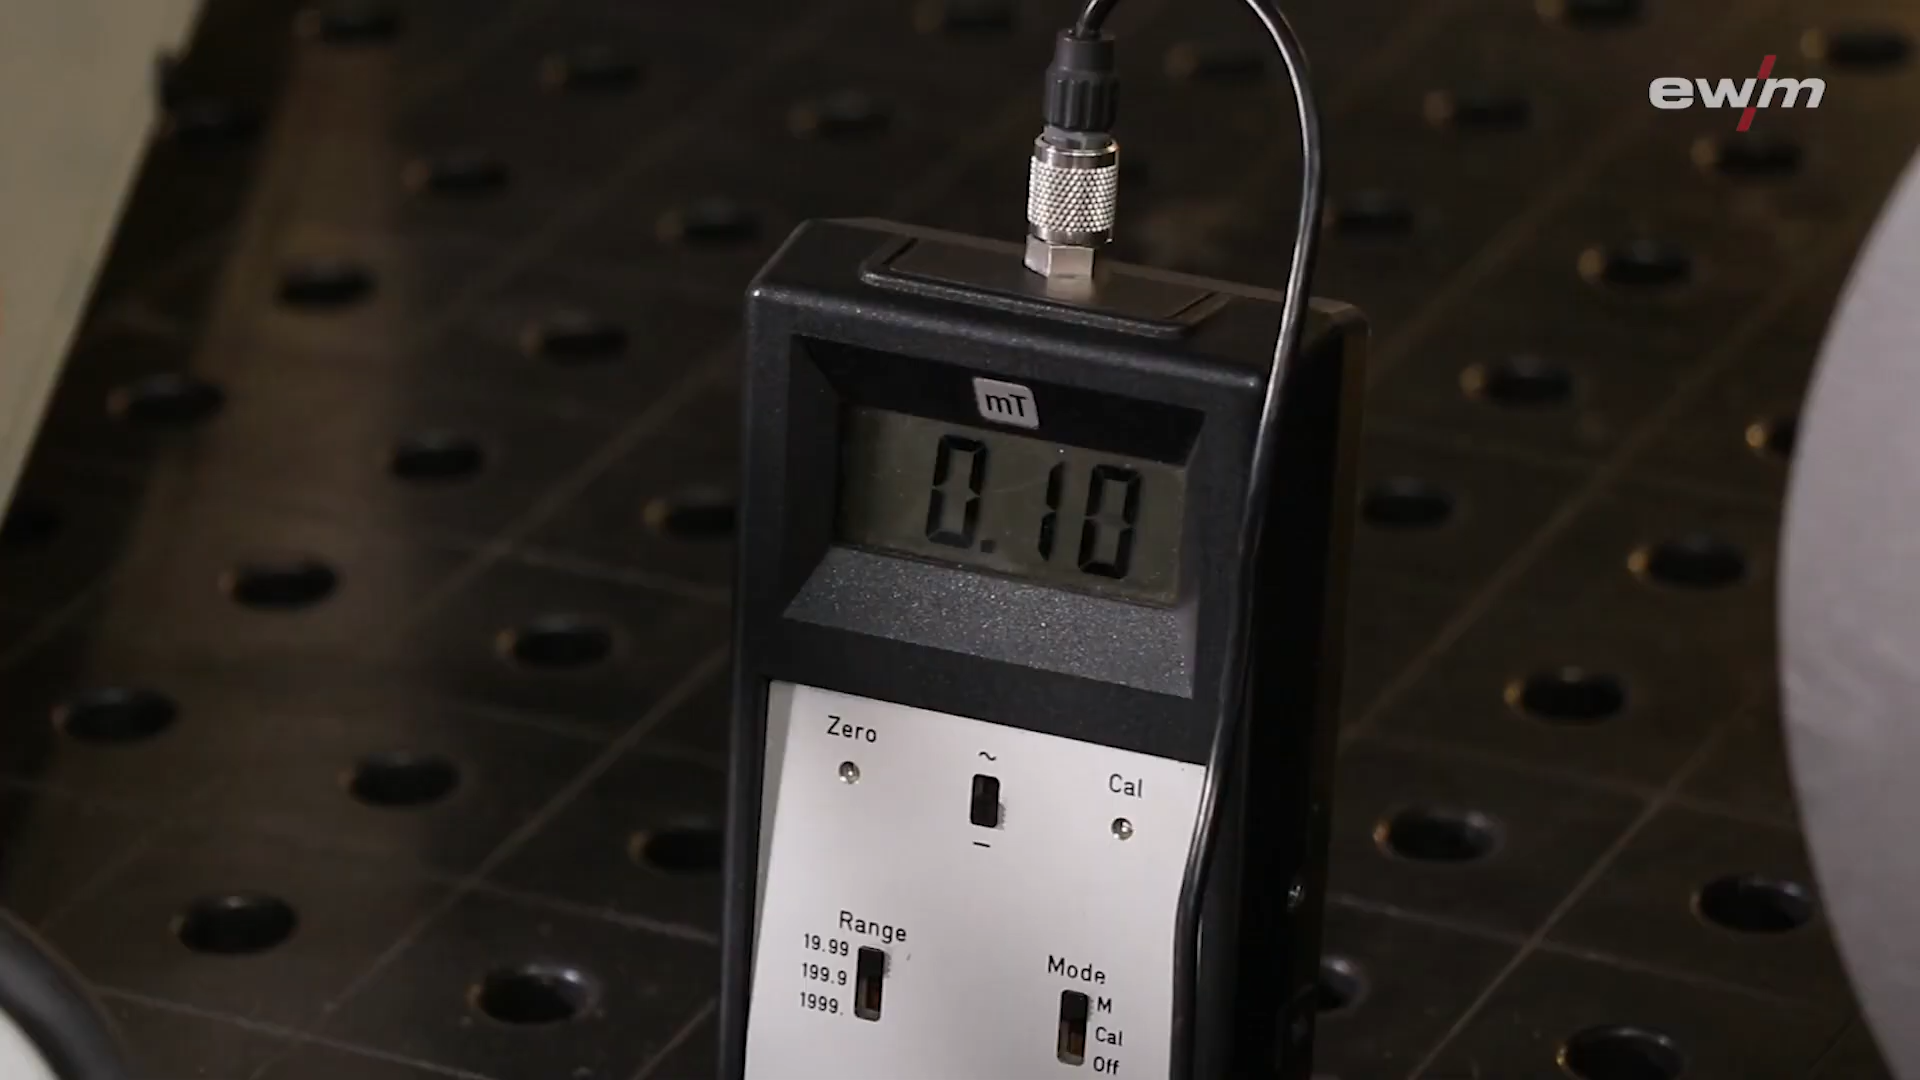 ewm
mT
0.10
Zero
~
Cal
–
Range
19.99
199.9
1999.
Mode
M
Cal
Off